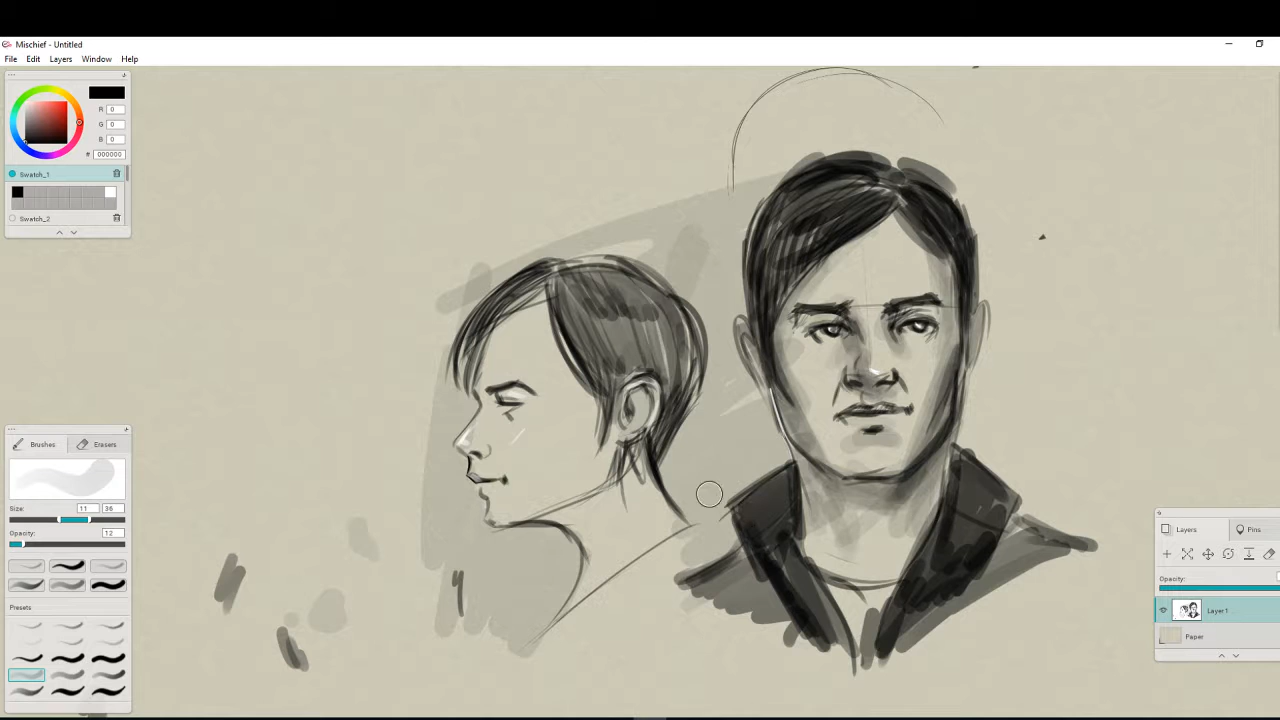 Mischief - Untitled
File Edit Layers Window Help
R 0
G 0
B 0
# 000000
Swatch_1
Swatch_2
Brushes Erasers
Size: 11 36
Opacity: 12
Presets
Layers Pins
Opacity:
Layer 1
Paper